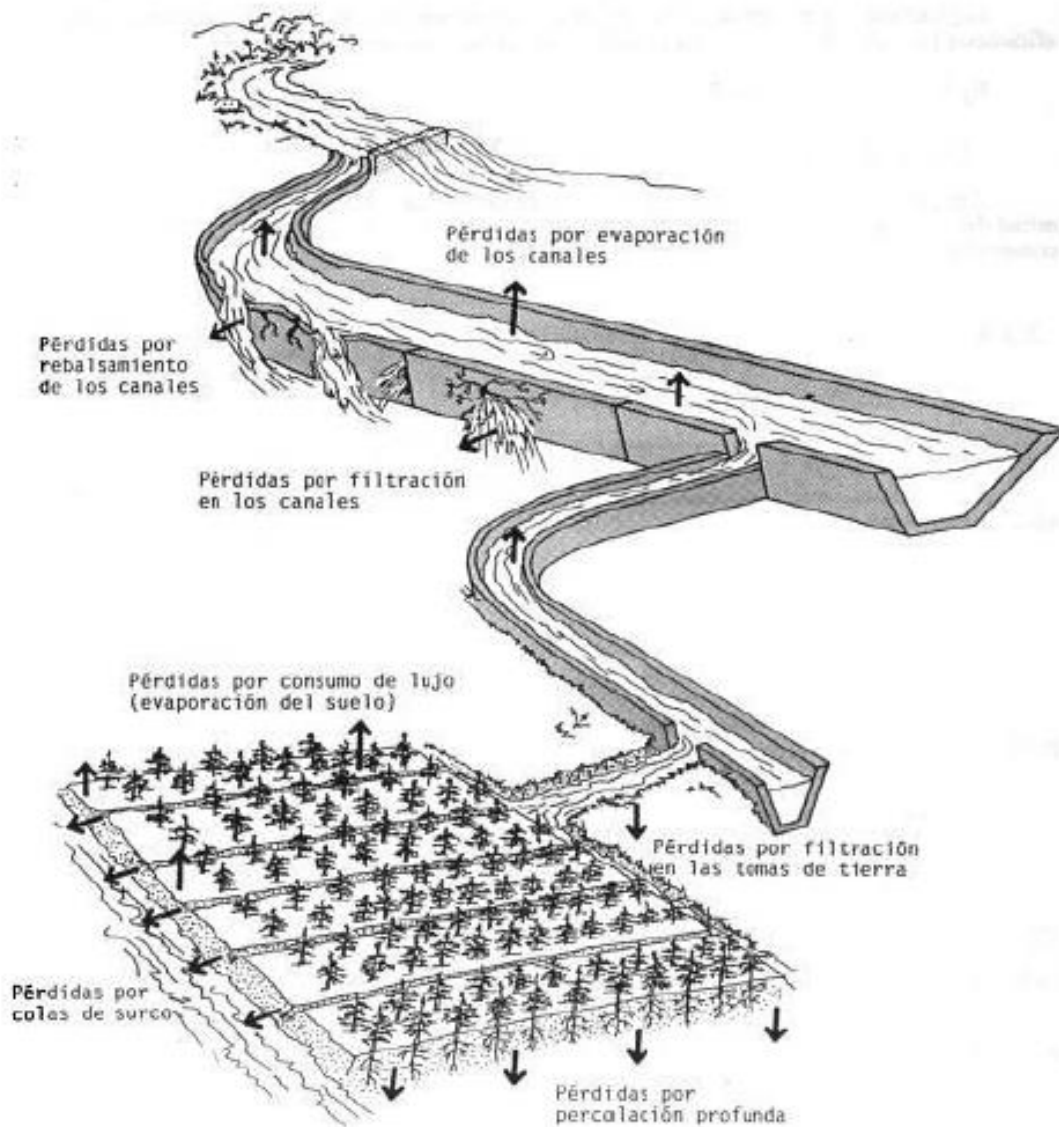 Pérdidas por evaporación
de los canales
Pérdidas por
rebalsamiento
de los canales
Pérdidas por filtración
en los canales
Pérdidas por consumo de lujo
(evaporación del suelo)
Pérdidas por filtración
en las tomas de tierra
Pérdidas por
colas de surco
Pérdidas por
percolación profunda